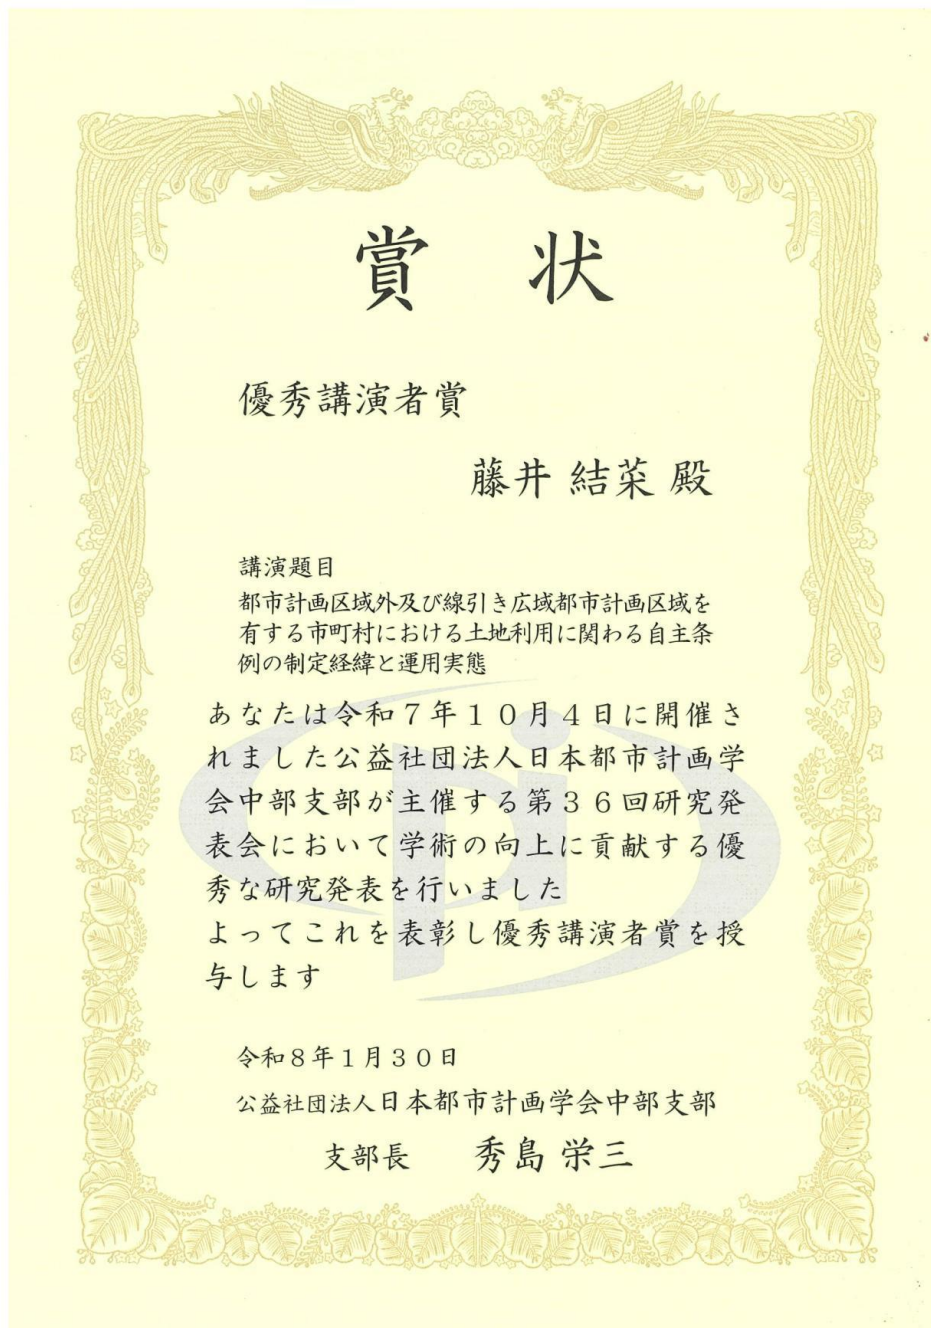 賞状
優秀講演者賞
藤井 結菜 殿
講演題目
都市計画区域外及び線引き広域都市計画区域を
有する市町村における土地利用に関わる自主条
例の制定経緯と運用実態
あなたは令和７年１０月４日に開催さ
れました公益社団法人日本都市計画学
会中部支部が主催する第３６回研究発
表会において学術の向上に貢献する優
秀な研究発表を行いました
よってこれを表彰し優秀講演者賞を授
与します
令和８年１月３０日
公益社団法人日本都市計画学会中部支部
支部長 秀島 栄三
cpij